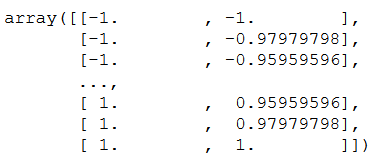 array([[-1.        , -1.        ],
       [-1.        , -0.97979798],
       [-1.        , -0.95959596],
       ...,
       [ 1.        ,  0.95959596],
       [ 1.        ,  0.97979798],
       [ 1.        ,  1.        ]])